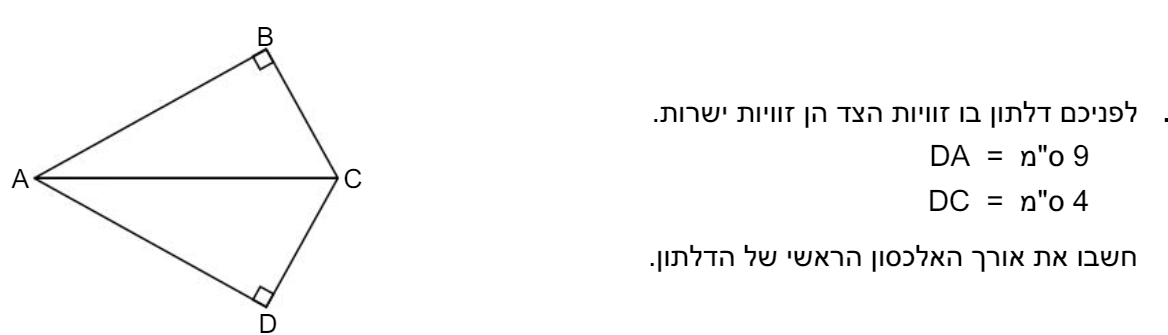 . לפניכם דלתון בו זוויות הצד הן זוויות ישרות.
DA = 9 ס"מ
DC = 4 ס"מ
חשבו את אורך האלכסון הראשי של הדלתון.
B
A
C
D